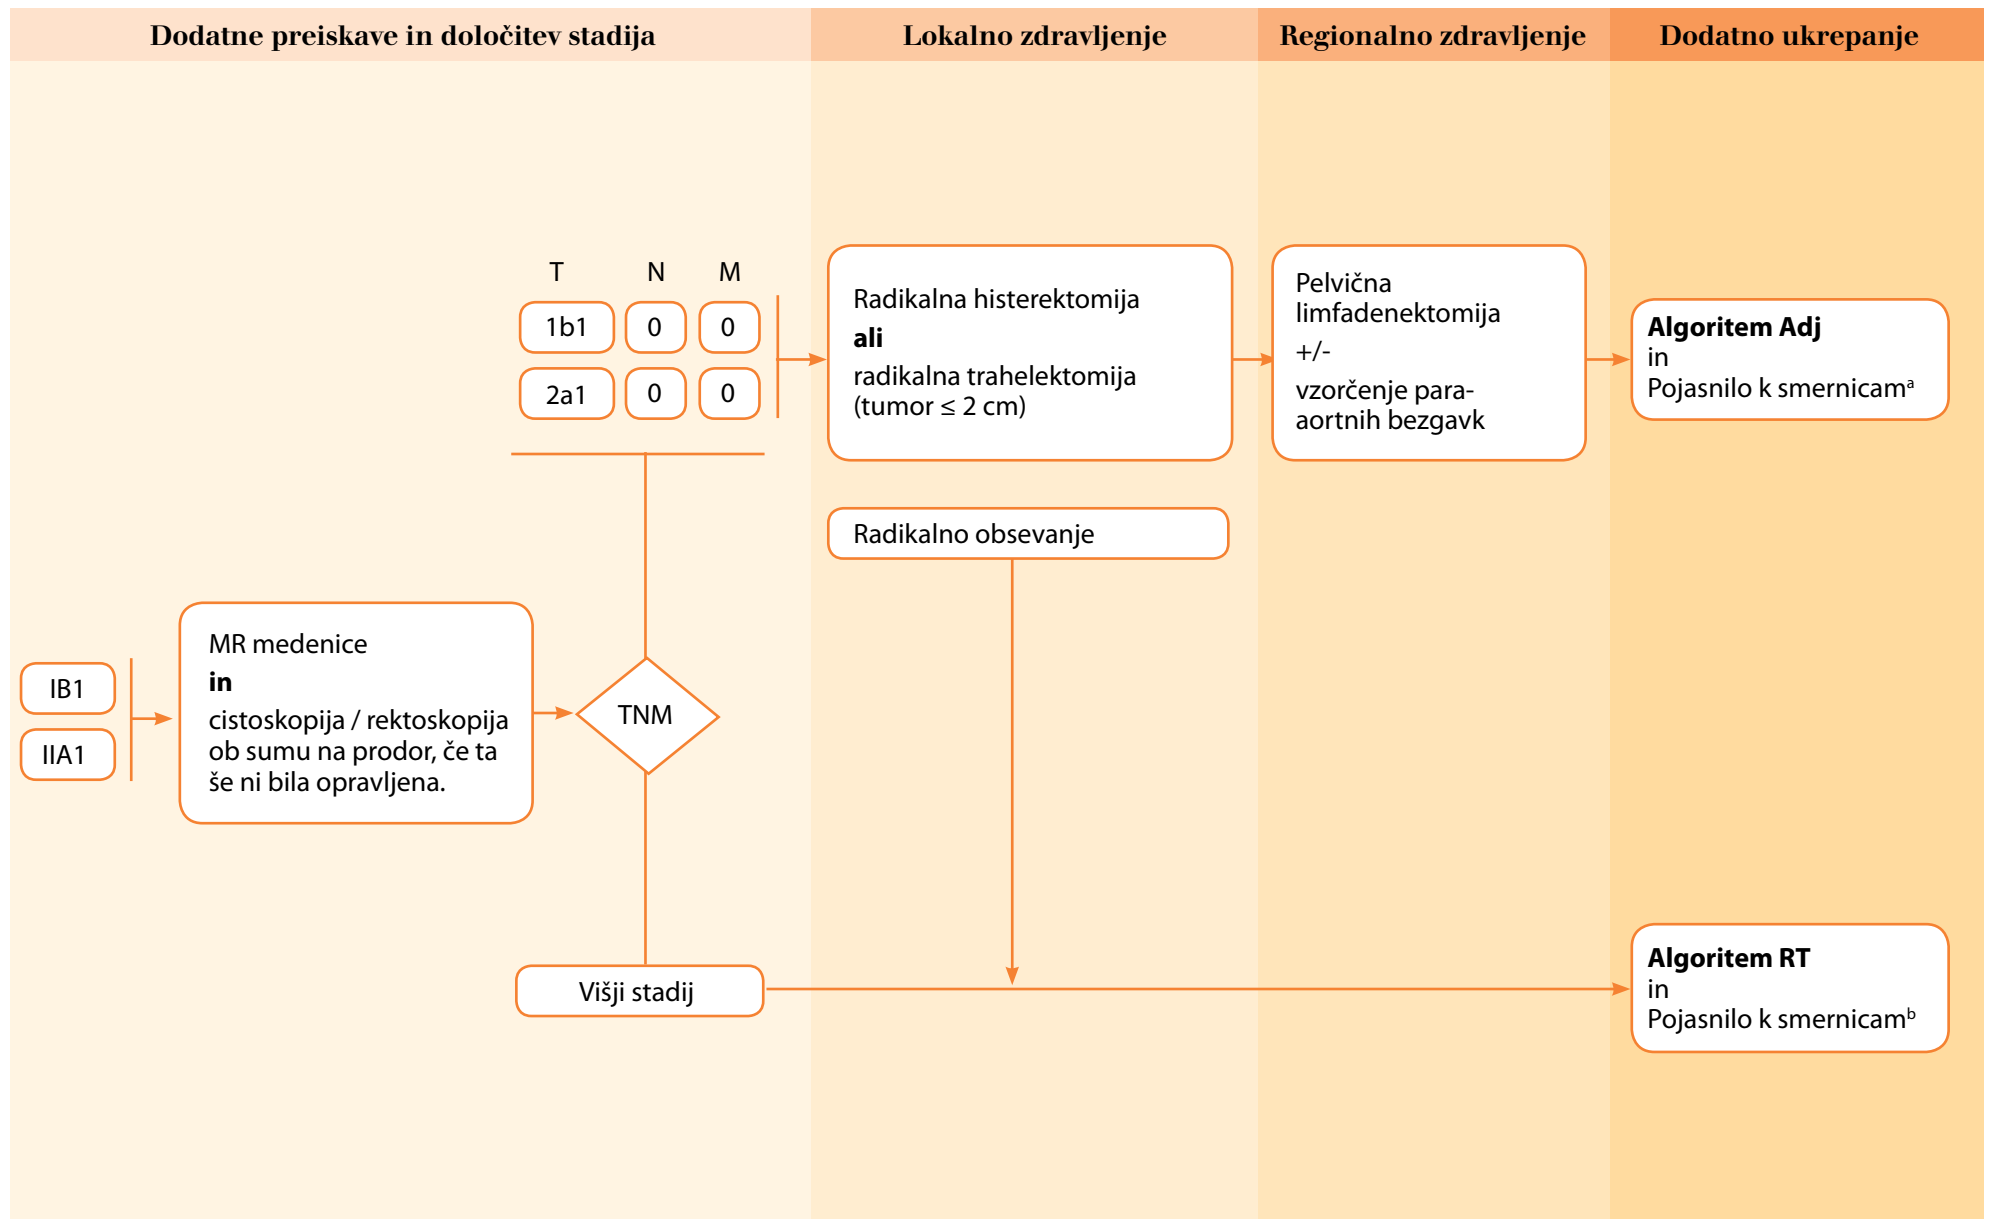 Dodatne preiskave in določitev stadija
Lokalno zdravljenje
Regionalno zdravljenje
Dodatno ukrepanje
T N M
1b1 0 0
2a1 0 0
Radikalna histerektomija
ali
radikalna trahelektomija
(tumor ≤ 2 cm)
Pelvična
limfadenektomija
+/-
vzorčenje para-
aortnih bezgavk
Algoritem Adj
in
Pojasnilo k smernicamᵃ
Radikalno obsevanje
IB1
IIA1
MR medenice
in
cistoskopija / rektoskopija
ob sumu na prodor, če ta
še ni bila opravljena.
TNM
Višji stadij
Algoritem RT
in
Pojasnilo k smernicamᵇ